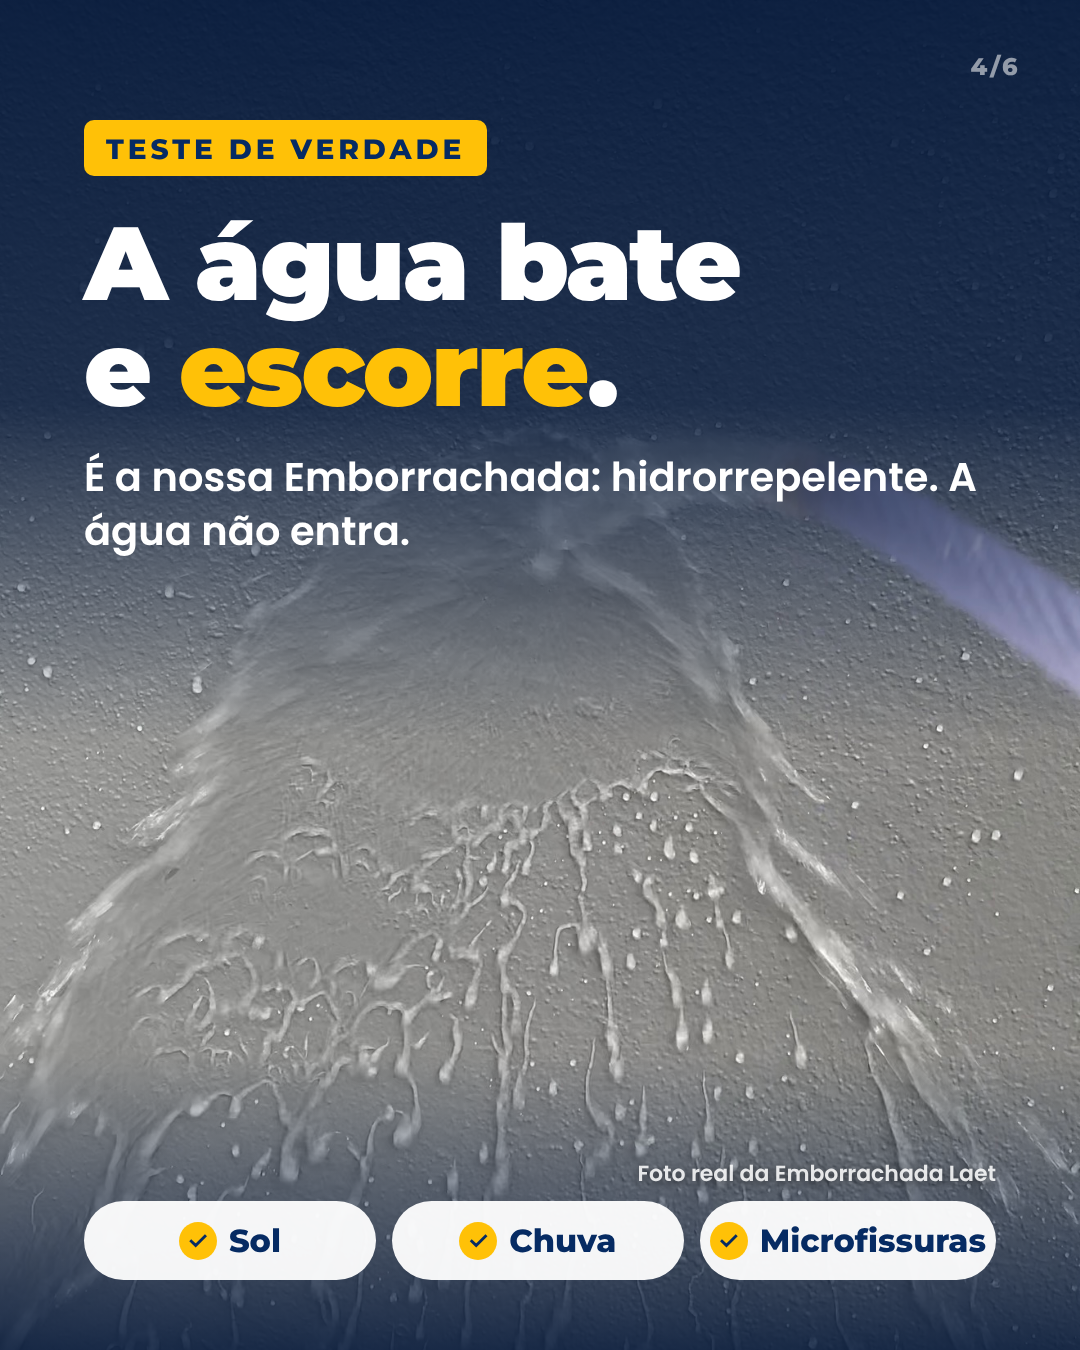 4/6
TESTE DE VERDADE
A água bate
e escorre.
É a nossa Emborrachada: hidrorrepelente. A
água não entra.
Foto real da Emborrachada Laet
Sol
Chuva
Microfissuras